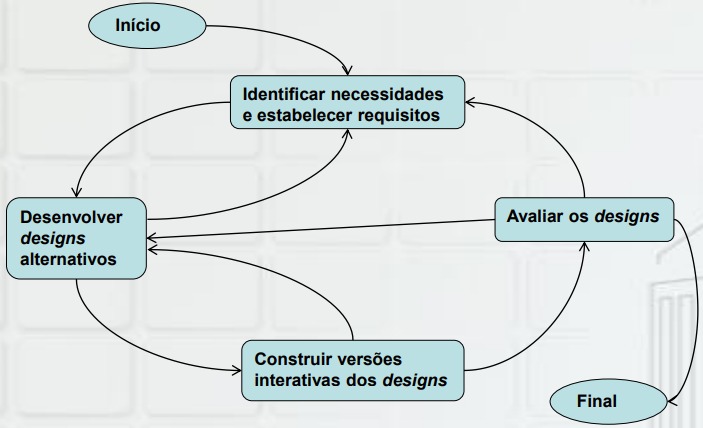 Início
Identificar necessidades
e estabelecer requisitos
Desenvolver
designs
alternativos
Avaliar os designs
Construir versões
interativas dos designs
Final